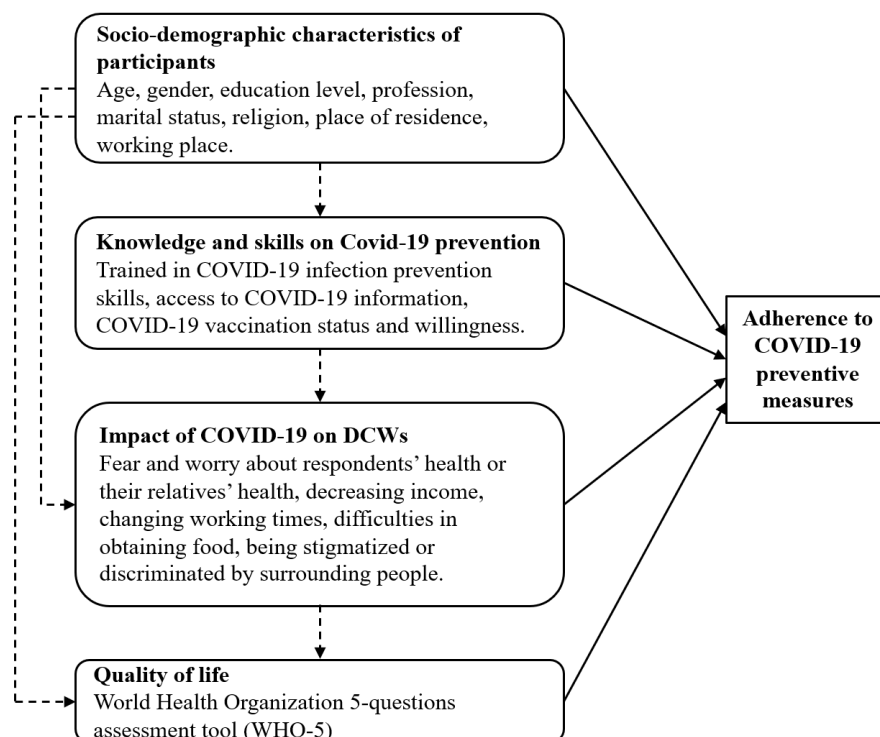 Socio-demographic characteristics of
participants
Age, gender, education level, profession,
marital status, religion, place of residence,
working place.
Knowledge and skills on Covid-19 prevention
Trained in COVID-19 infection prevention
skills, access to COVID-19 information,
COVID-19 vaccination status and willingness.
Impact of COVID-19 on DCWs
Fear and worry about respondents’ health or
their relatives’ health, decreasing income,
changing working times, difficulties in
obtaining food, being stigmatized or
discriminated by surrounding people.
Quality of life
World Health Organization 5-questions
assessment tool (WHO-5)
Adherence to
COVID-19
preventive
measures